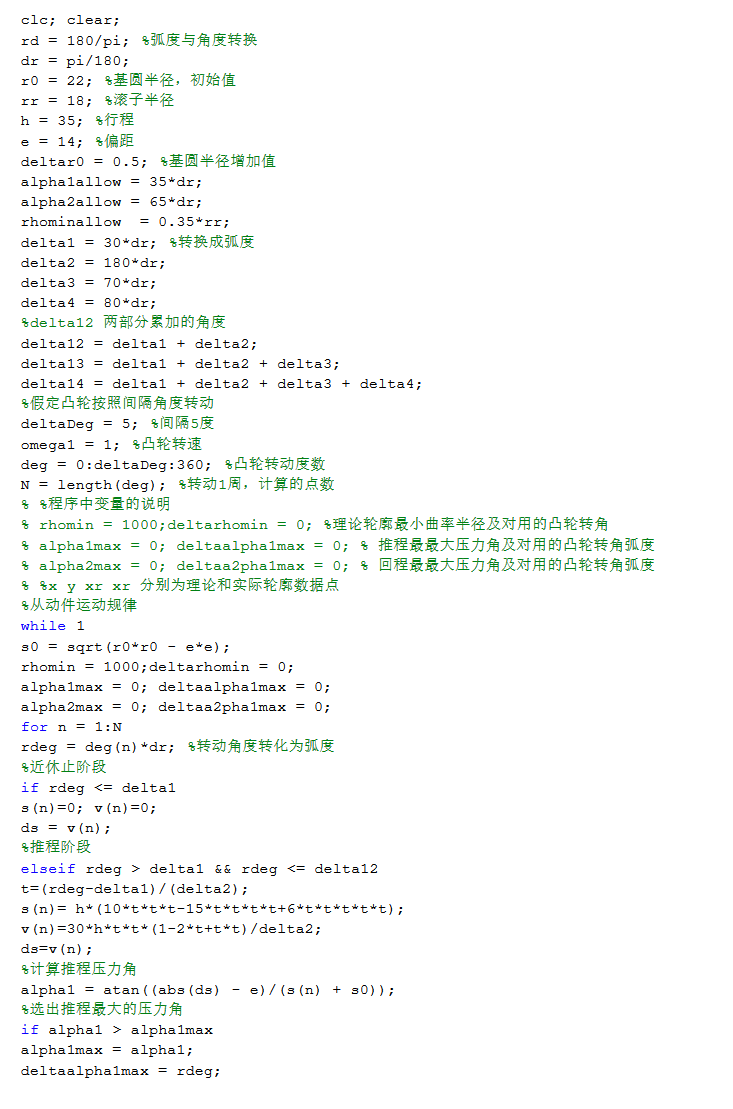 clc; clear;
rd = 180/pi; %弧度与角度转换
dr = pi/180;
r0 = 22; %基圆半径，初始值
rr = 18; %滚子半径
h = 35; %行程
e = 14; %偏距
deltar0 = 0.5; %基圆半径增加值
alpha1allow = 35*dr;
alpha2allow = 65*dr;
rhominallow  = 0.35*rr;
delta1 = 30*dr; %转换成弧度
delta2 = 180*dr;
delta3 = 70*dr;
delta4 = 80*dr;
%delta12 两部分累加的角度
delta12 = delta1 + delta2;
delta13 = delta1 + delta2 + delta3;
delta14 = delta1 + delta2 + delta3 + delta4;
%假定凸轮按照间隔角度转动
deltaDeg = 5; %间隔5度
omega1 = 1; %凸轮转速
deg = 0:deltaDeg:360; %凸轮转动度数
N = length(deg); %转动1周，计算的点数
% %程序中变量的说明
% rhomin = 1000;deltarhomin = 0; %理论轮廓最小曲率半径及对用的凸轮转角
% alpha1max = 0; deltaalpha1max = 0; % 推程最最大压力角及对用的凸轮转角弧度
% alpha2max = 0; deltaa2pha1max = 0; % 回程最最大压力角及对用的凸轮转角弧度
% %x y xr xr 分别为理论和实际轮廓数据点
%从动件运动规律
while 1
s0 = sqrt(r0*r0 - e*e);
rhomin = 1000;deltarhomin = 0;
alpha1max = 0; deltaalpha1max = 0;
alpha2max = 0; deltaa2pha1max = 0;
for n = 1:N
rdeg = deg(n)*dr; %转动角度转化为弧度
%近休止阶段
if rdeg <= delta1
s(n)=0; v(n)=0;
ds = v(n);
%推程阶段
elseif rdeg > delta1 && rdeg <= delta12
t=(rdeg-delta1)/(delta2);
s(n)= h*(10*t*t*t-15*t*t*t*t+6*t*t*t*t*t);
v(n)=30*h*t*t*(1-2*t+t*t)/delta2;
ds=v(n);
%计算推程压力角
alpha1 = atan((abs(ds) - e)/(s(n) + s0));
%选出推程最大的压力角
if alpha1 > alpha1max
alpha1max = alpha1;
deltaalpha1max = rdeg;